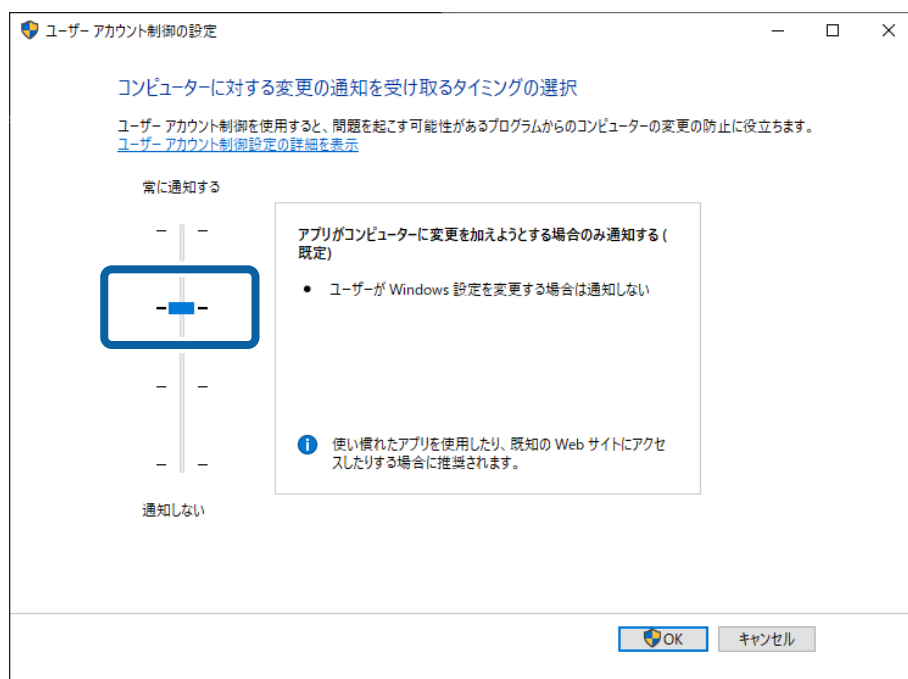 ユーザー アカウント制御の設定
コンピューターに対する変更の通知を受け取るタイミングの選択
ユーザー アカウント制御を使用すると、問題を起こす可能性があるプログラムからのコンピューターの変更の防止に役立ちます。
ユーザー アカウント制御設定の詳細を表示
常に通知する
アプリがコンピューターに変更を加えようとする場合のみ通知する (
既定)
• ユーザーが Windows 設定を変更する場合は通知しない
使い慣れたアプリを使用したり、既知の Web サイトにアクセ
スしたりする場合に推奨されます。
通知しない
OK
キャンセル